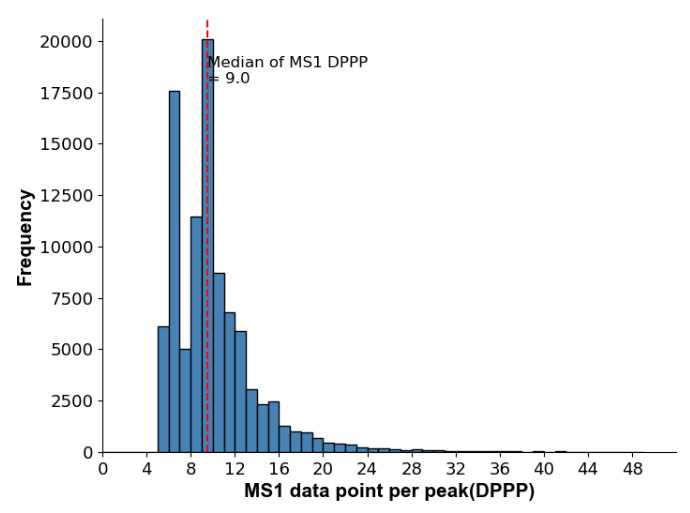 20000
17500
15000
12500
10000
7500
5000
2500
0
Frequency
Median of MS1 DPPP
= 9.0
0 4 8 12 16 20 24 28 32 36 40 44 48
MS1 data point per peak(DPPP)